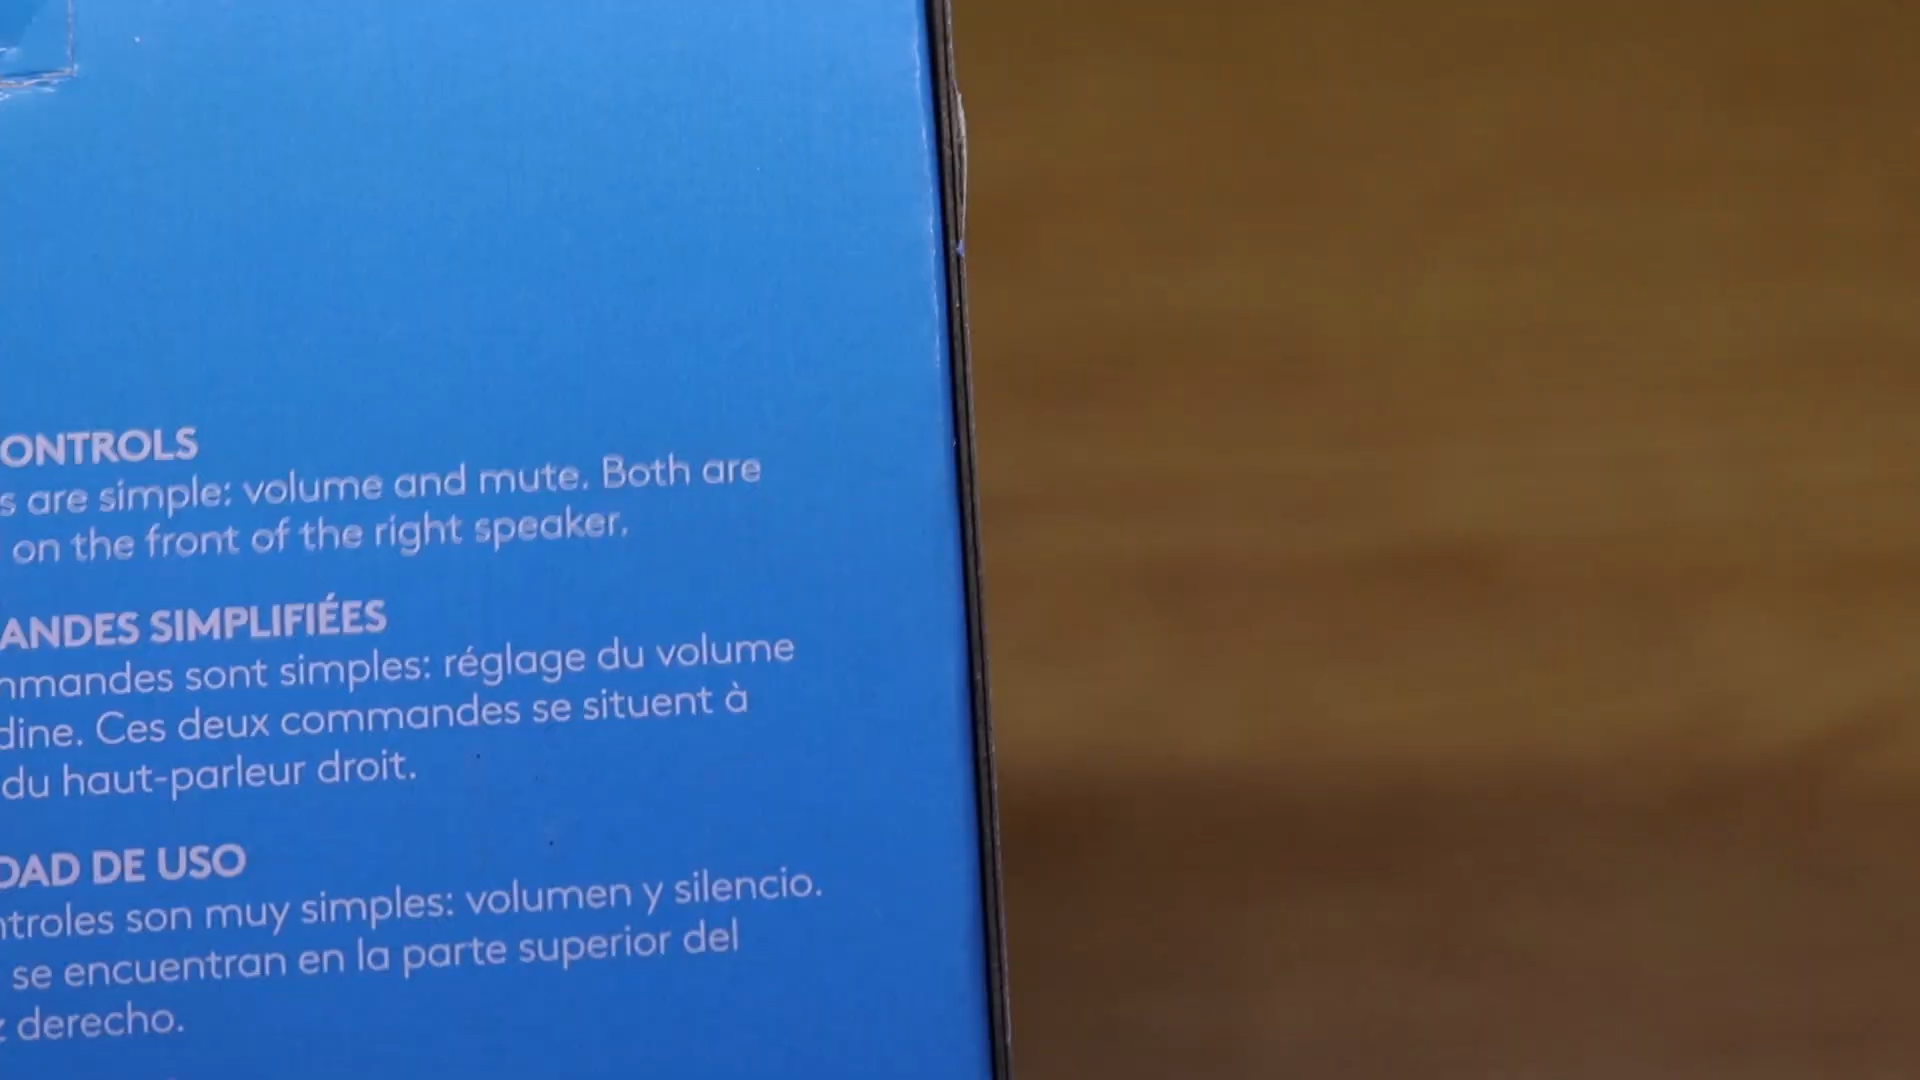 ONTROLS
s are simple: volume and mute. Both are
on the front of the right speaker.
ANDES SIMPLIFIÉES
mmandes sont simples: réglage du volume
dine. Ces deux commandes se situent à
du haut-parleur droit.
DAD DE USO
ntroles son muy simples: volumen y silencio.
se encuentran en la parte superior del
z derecho.